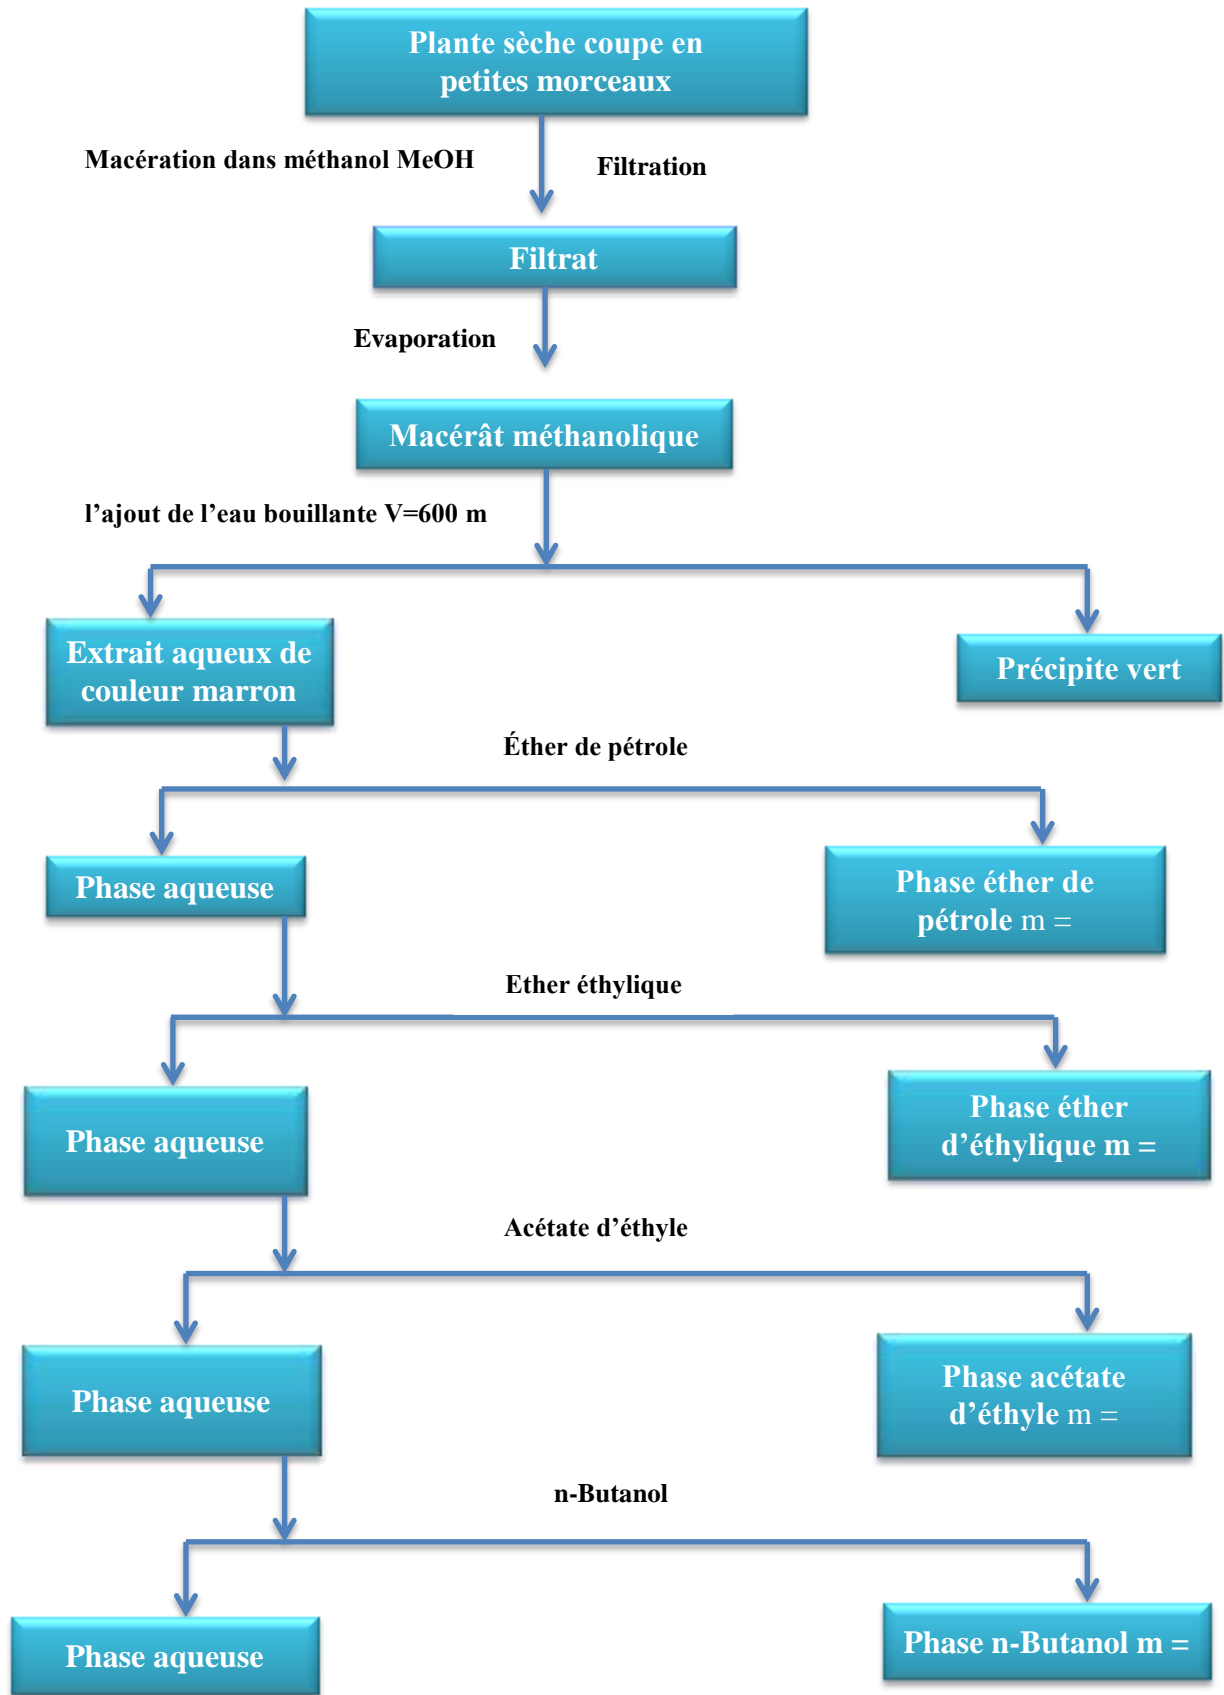 Plante sèche coupe en
petites morceaux
Macération dans méthanol MeOH
Filtration
Filtrat
Evaporation
Macérât méthanolique
l’ajout de l’eau bouillante V=600 m
Extrait aqueux de
couleur marron
Précipite vert
Éther de pétrole
Phase aqueuse
Phase éther de
pétrole m =
Ether éthylique
Phase aqueuse
Phase éther
d’éthylique m =
Acétate d’éthyle
Phase aqueuse
Phase acétate
d’éthyle m =
n-Butanol
Phase aqueuse
Phase n-Butanol m =